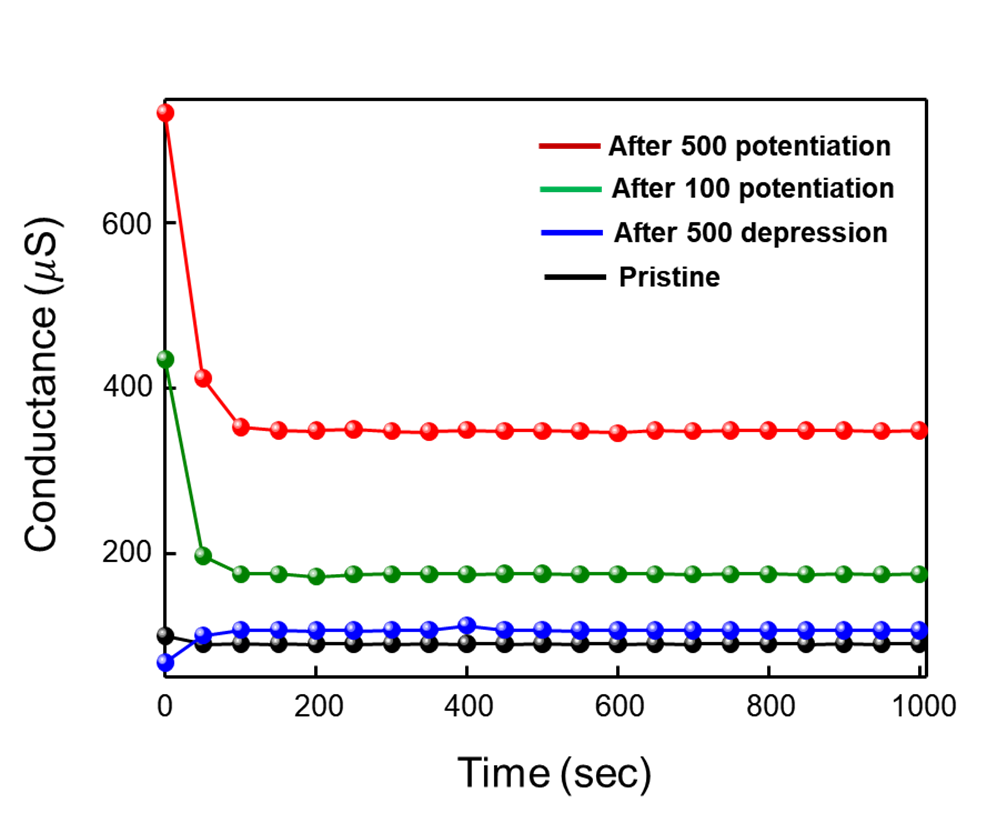 After 500 potentiation
After 100 potentiation
After 500 depression
Pristine
Conductance (μS)
600
400
200
0 200 400 600 800 1000
Time (sec)